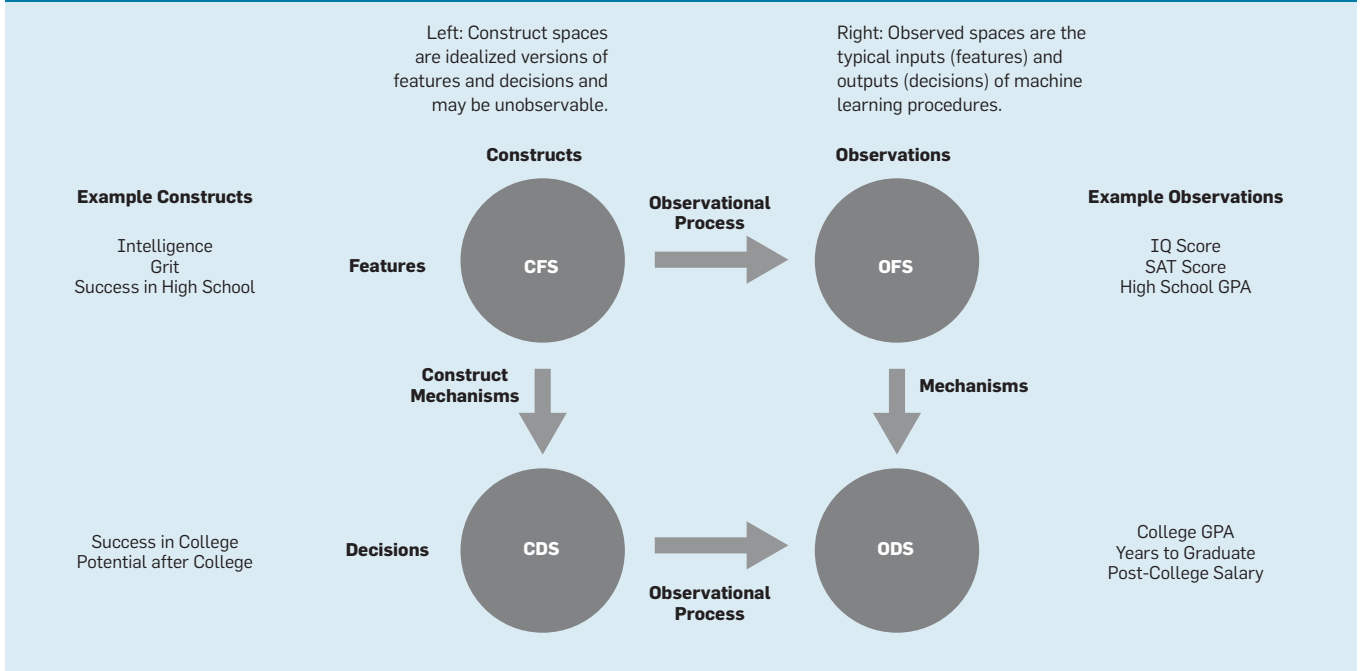 Left: Construct spaces
are idealized versions of
features and decisions and
may be unobservable.
Right: Observed spaces are the
typical inputs (features) and
outputs (decisions) of machine
learning procedures.
Constructs
Observations
Example Constructs
Intelligence
Grit
Success in High School
Features
CFS
Observational
Process
OFS
Example Observations
IQ Score
SAT Score
High School GPA
Construct
Mechanisms
Mechanisms
Success in College
Potential after College
Decisions
CDS
Observational
Process
ODS
College GPA
Years to Graduate
Post-College Salary